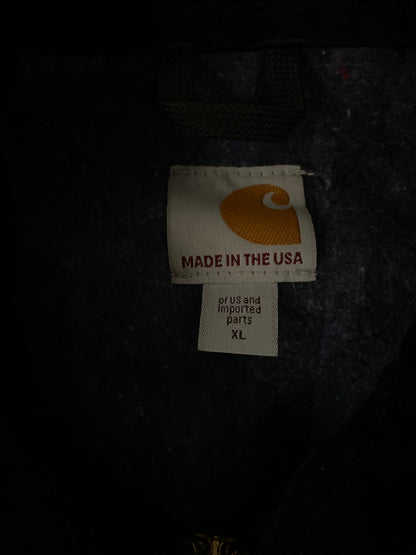 MADE IN THE USA
of US and
imported
parts
XL